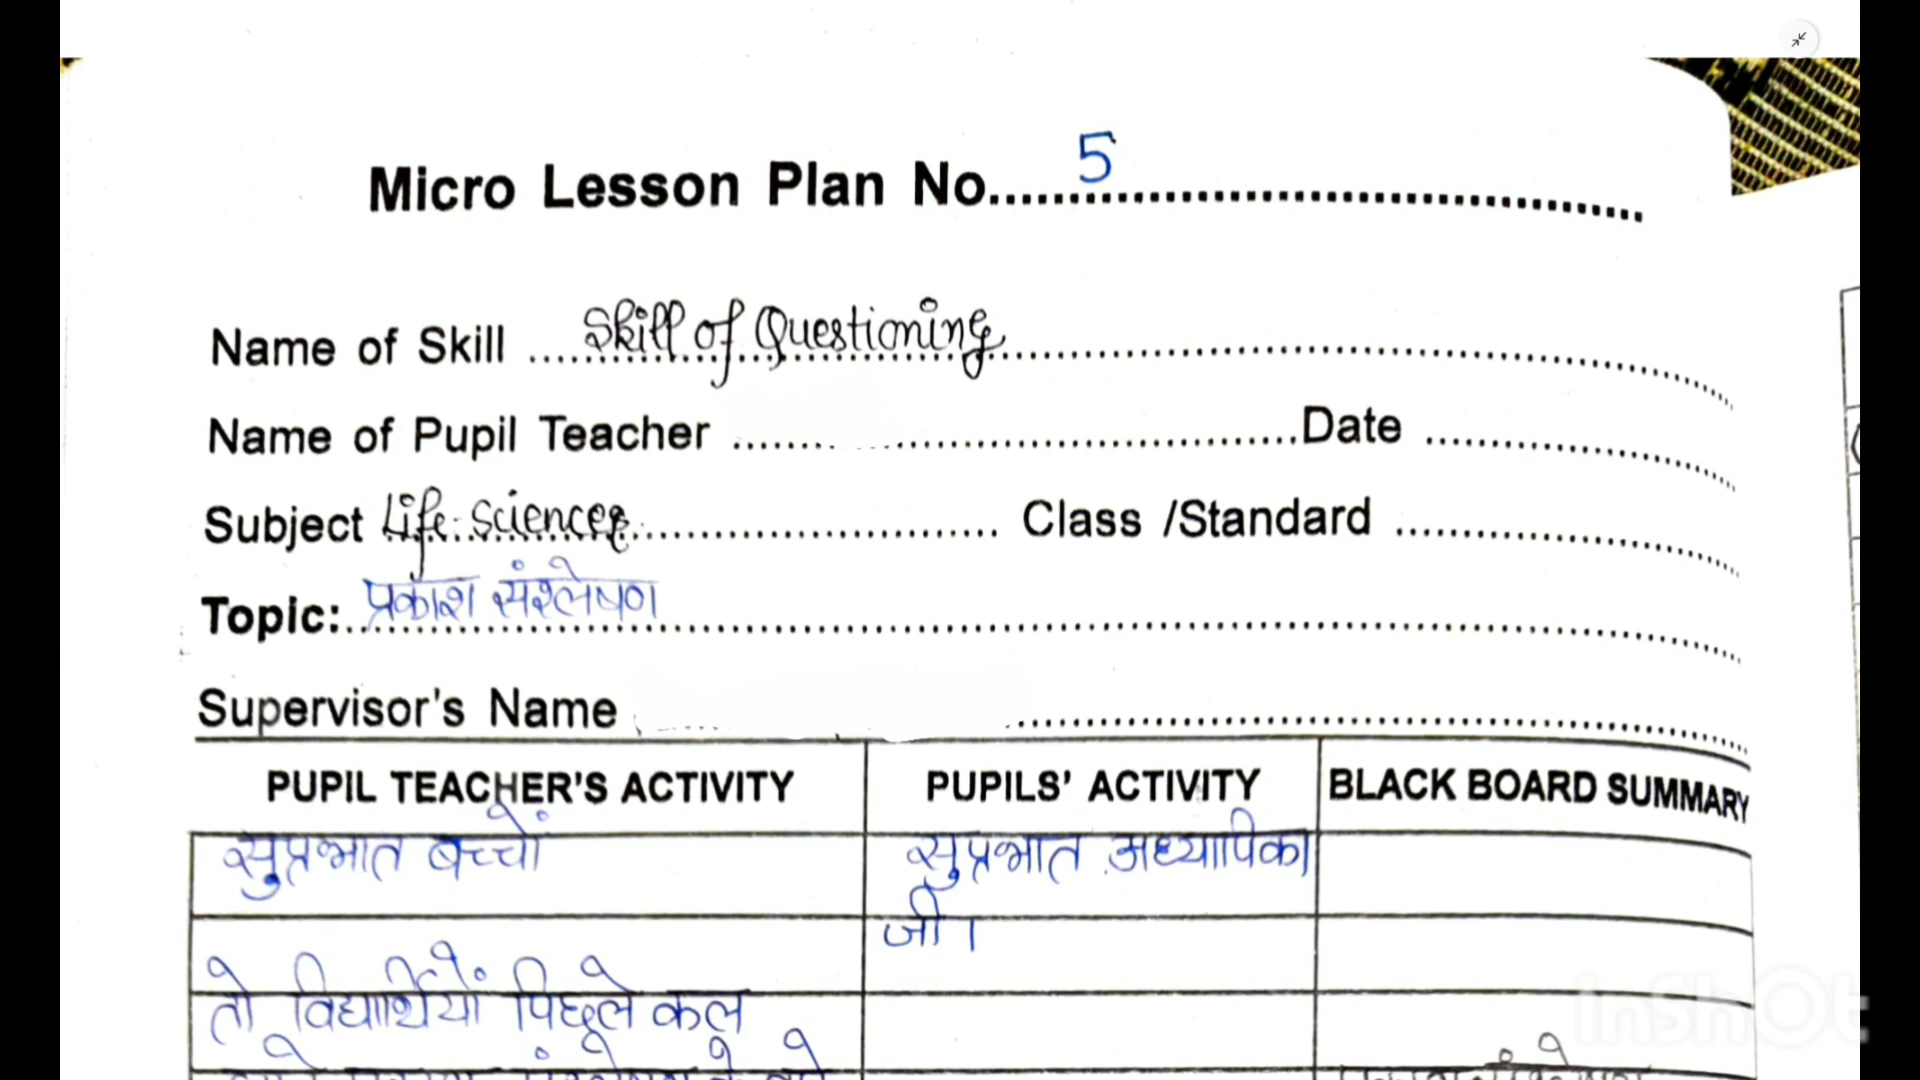 Micro Lesson Plan No. 5
Name of Skill Skill of Questioning
Name of Pupil Teacher Date
Subject Life Sciences Class /Standard
Topic: प्रकाश संश्लेषण
Supervisor's Name
PUPIL TEACHER'S ACTIVITY PUPILS' ACTIVITY BLACK BOARD SUMMARY
सुप्रभात बच्चों सुप्रभात अध्यापिका
जी।
तो विद्यार्थियों पिछले कल
InShOt